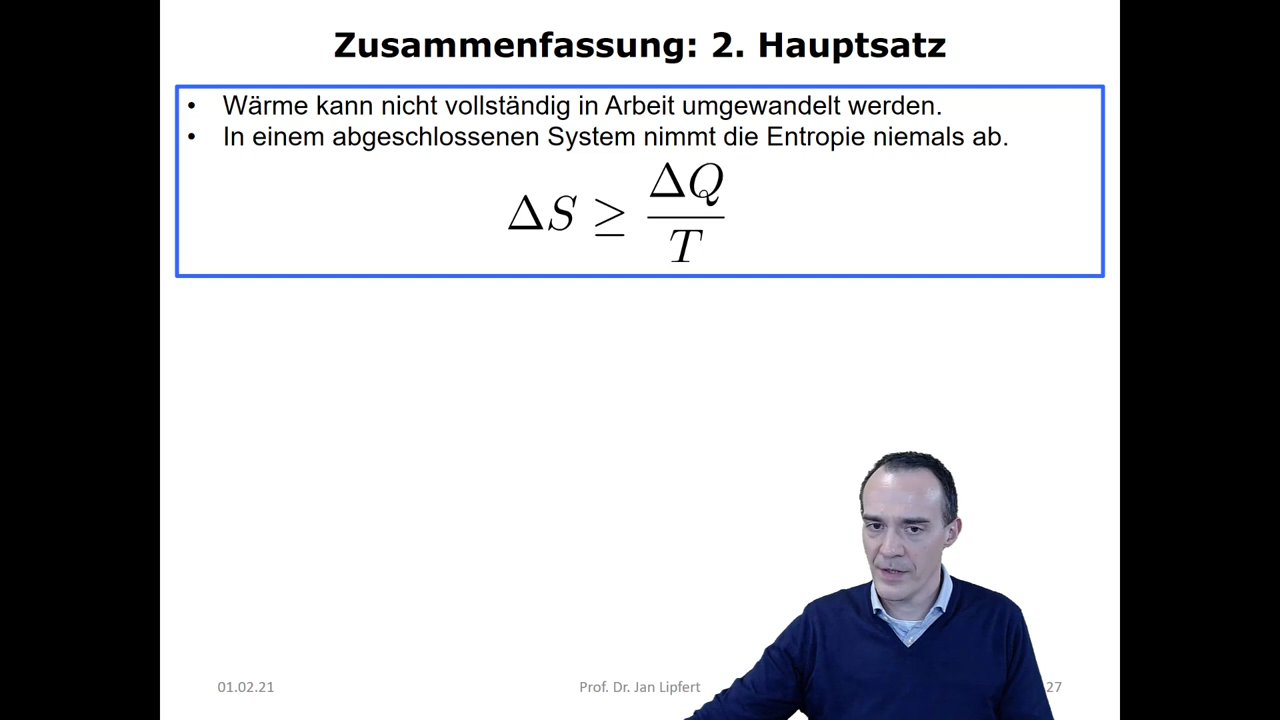 Zusammenfassung: 2. Hauptsatz
• Wärme kann nicht vollständig in Arbeit umgewandelt werden.
• In einem abgeschlossenen System nimmt die Entropie niemals ab.
ΔS ≥ ΔQ / T
01.02.21 Prof. Dr. Jan Lipfert 27